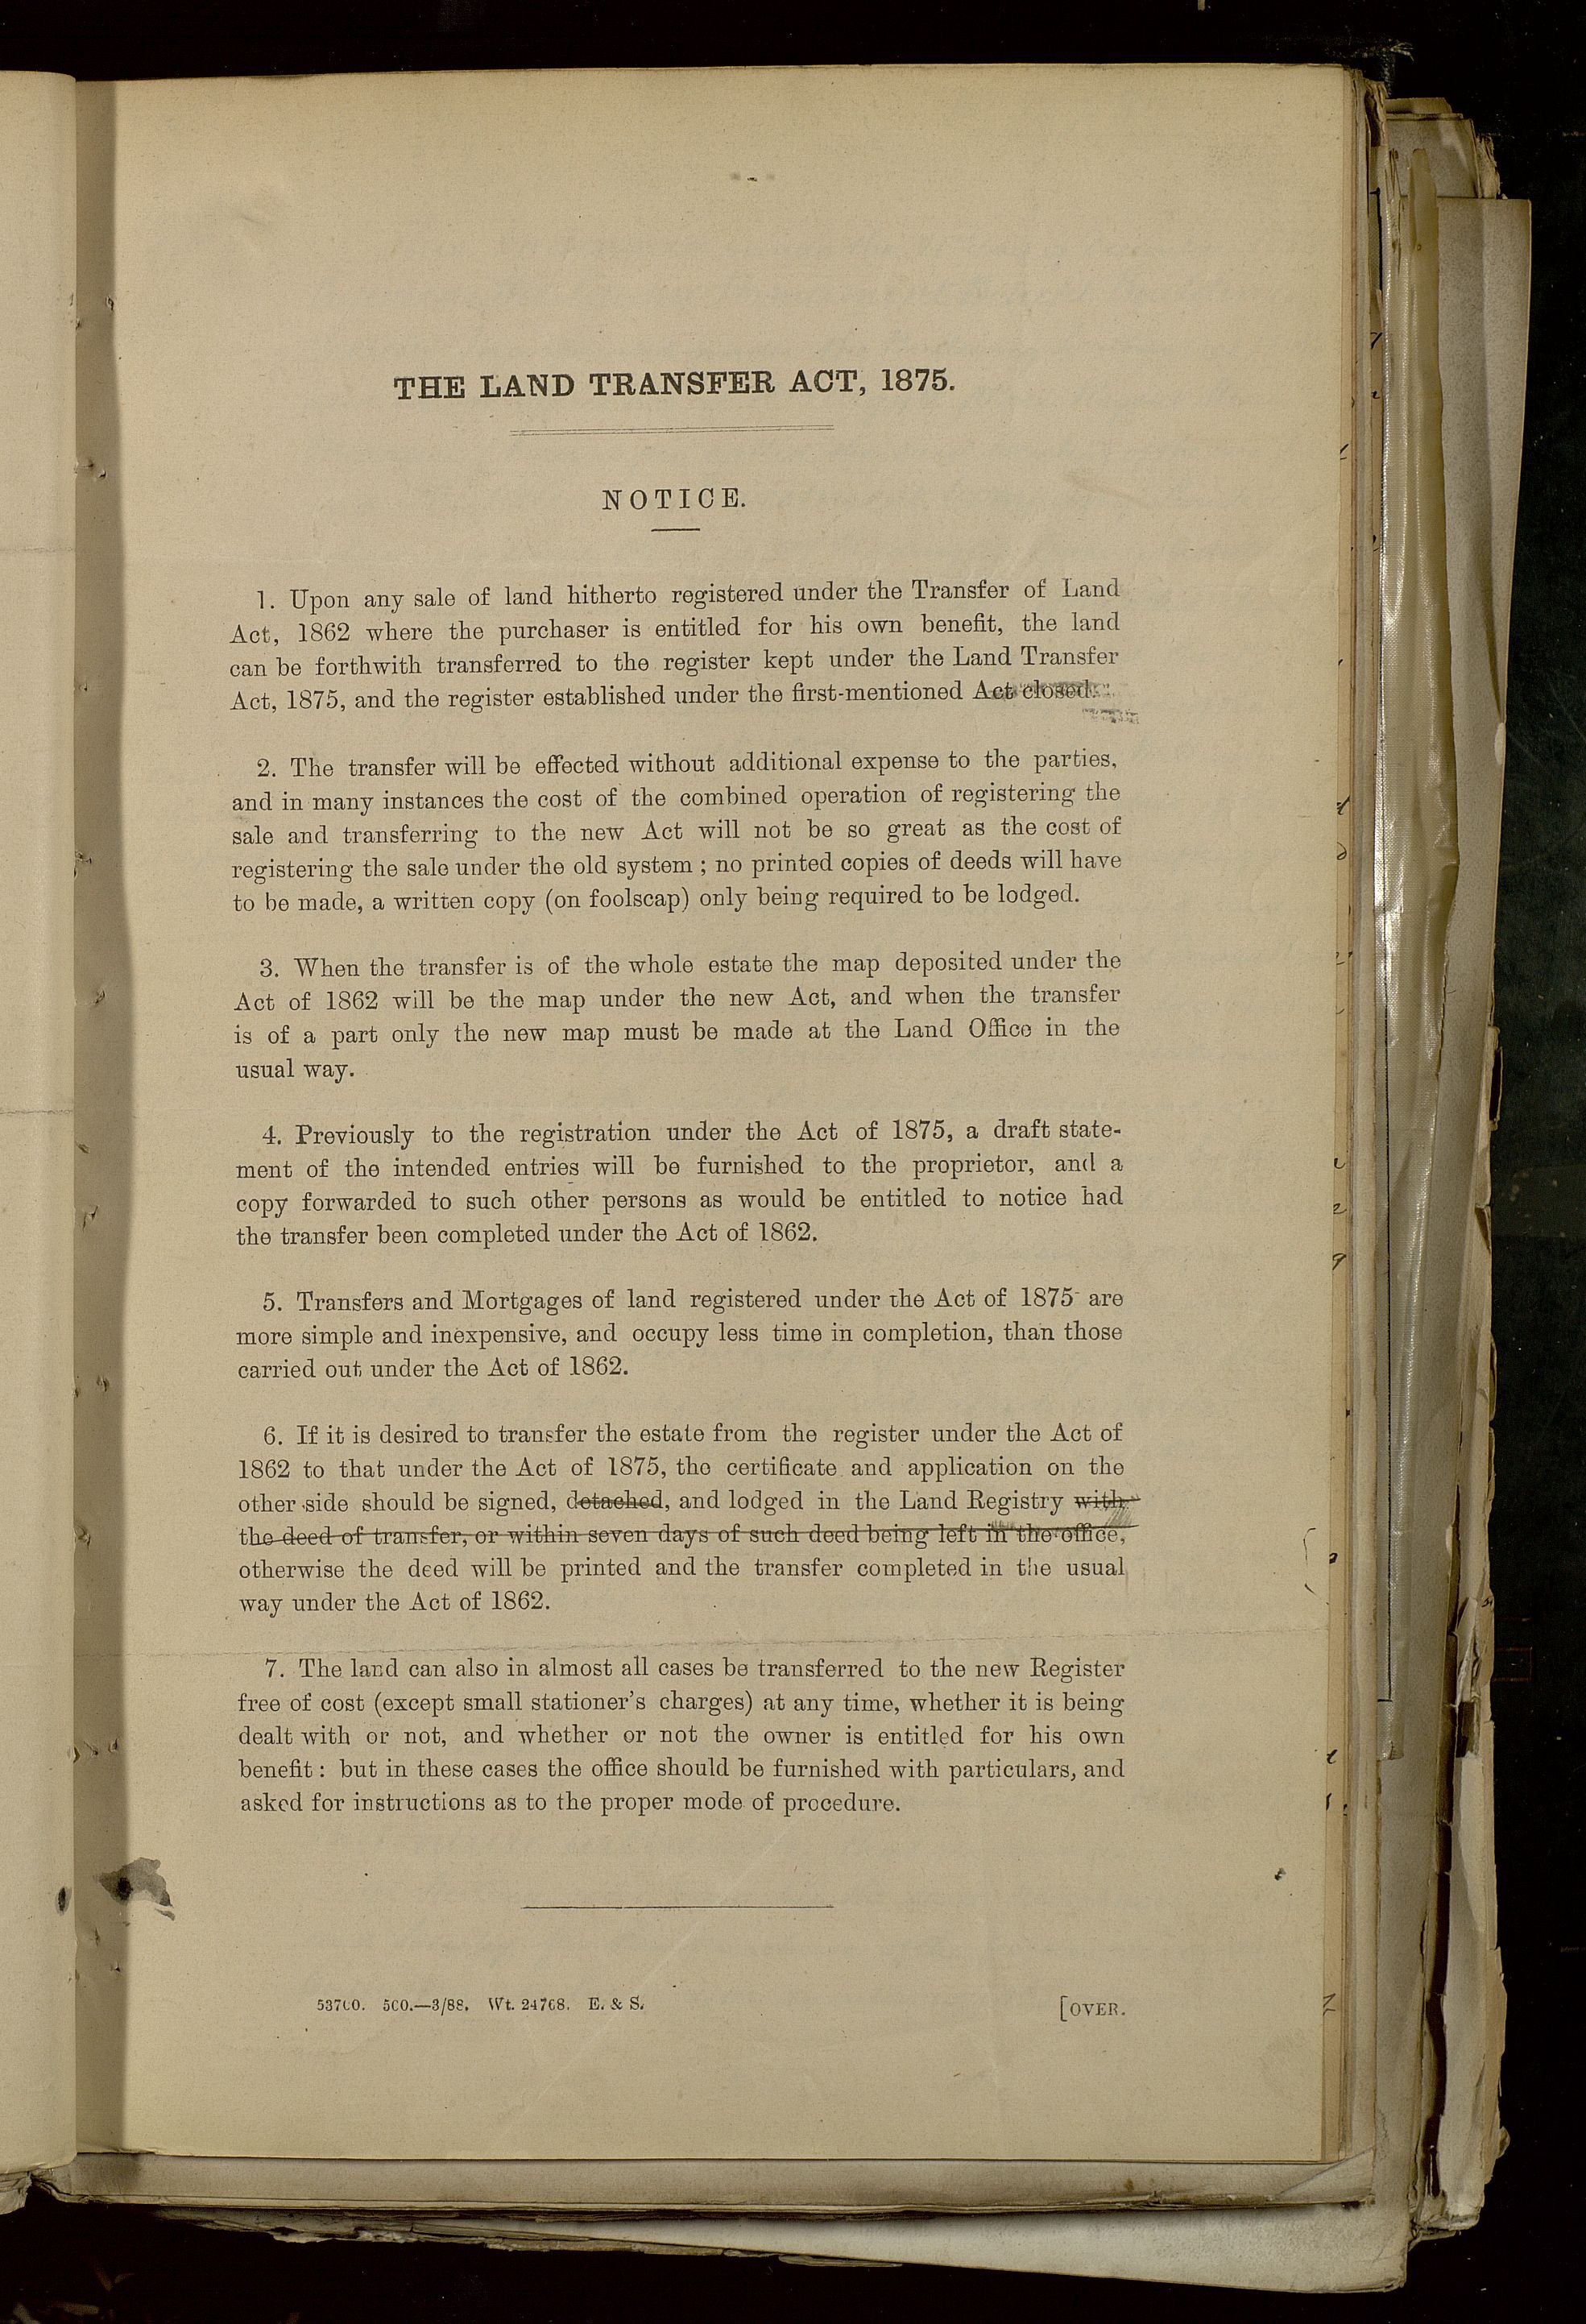 THE LAND TRANSFER ACT, 1875.
NOTICE.
1. Upon any sale of land hitherto registered under the Transfer of Land
Act, 1862 where the purchaser is entitled for his own benefit, the land
can be forthwith transferred to the register kept under the Land Transfer
Act, 1875, and the register established under the first-mentioned Act closed.
2. The transfer will be effected without additional expense to the parties,
and in many instances the cost of the combined operation of registering the
sale and transferring to the new Act will not be so great as the cost of
registering the sale under the old system ; no printed copies of deeds will have
to be made, a written copy (on foolscap) only being required to be lodged.
3. When the transfer is of the whole estate the map deposited under the
Act of 1862 will be the map under the new Act, and when the transfer
is of a part only the new map must be made at the Land Office in the
usual way.
4. Previously to the registration under the Act of 1875, a draft state-
ment of the intended entries will be furnished to the proprietor, and a
copy forwarded to such other persons as would be entitled to notice had
the transfer been completed under the Act of 1862.
5. Transfers and Mortgages of land registered under the Act of 1875 are
more simple and inexpensive, and occupy less time in completion, than those
carried out under the Act of 1862.
6. If it is desired to transfer the estate from the register under the Act of
1862 to that under the Act of 1875, the certificate and application on the
other side should be signed, detached, and lodged in the Land Registry with
the deed of transfer, or within seven days of such deed being left in the office,
otherwise the deed will be printed and the transfer completed in the usual
way under the Act of 1862.
7. The land can also in almost all cases be transferred to the new Register
free of cost (except small stationer's charges) at any time, whether it is being
dealt with or not, and whether or not the owner is entitled for his own
benefit : but in these cases the office should be furnished with particulars, and
asked for instructions as to the proper mode of procedure.
53700. 500.—3/88. Wt. 24768. E. & S.
[OVER.